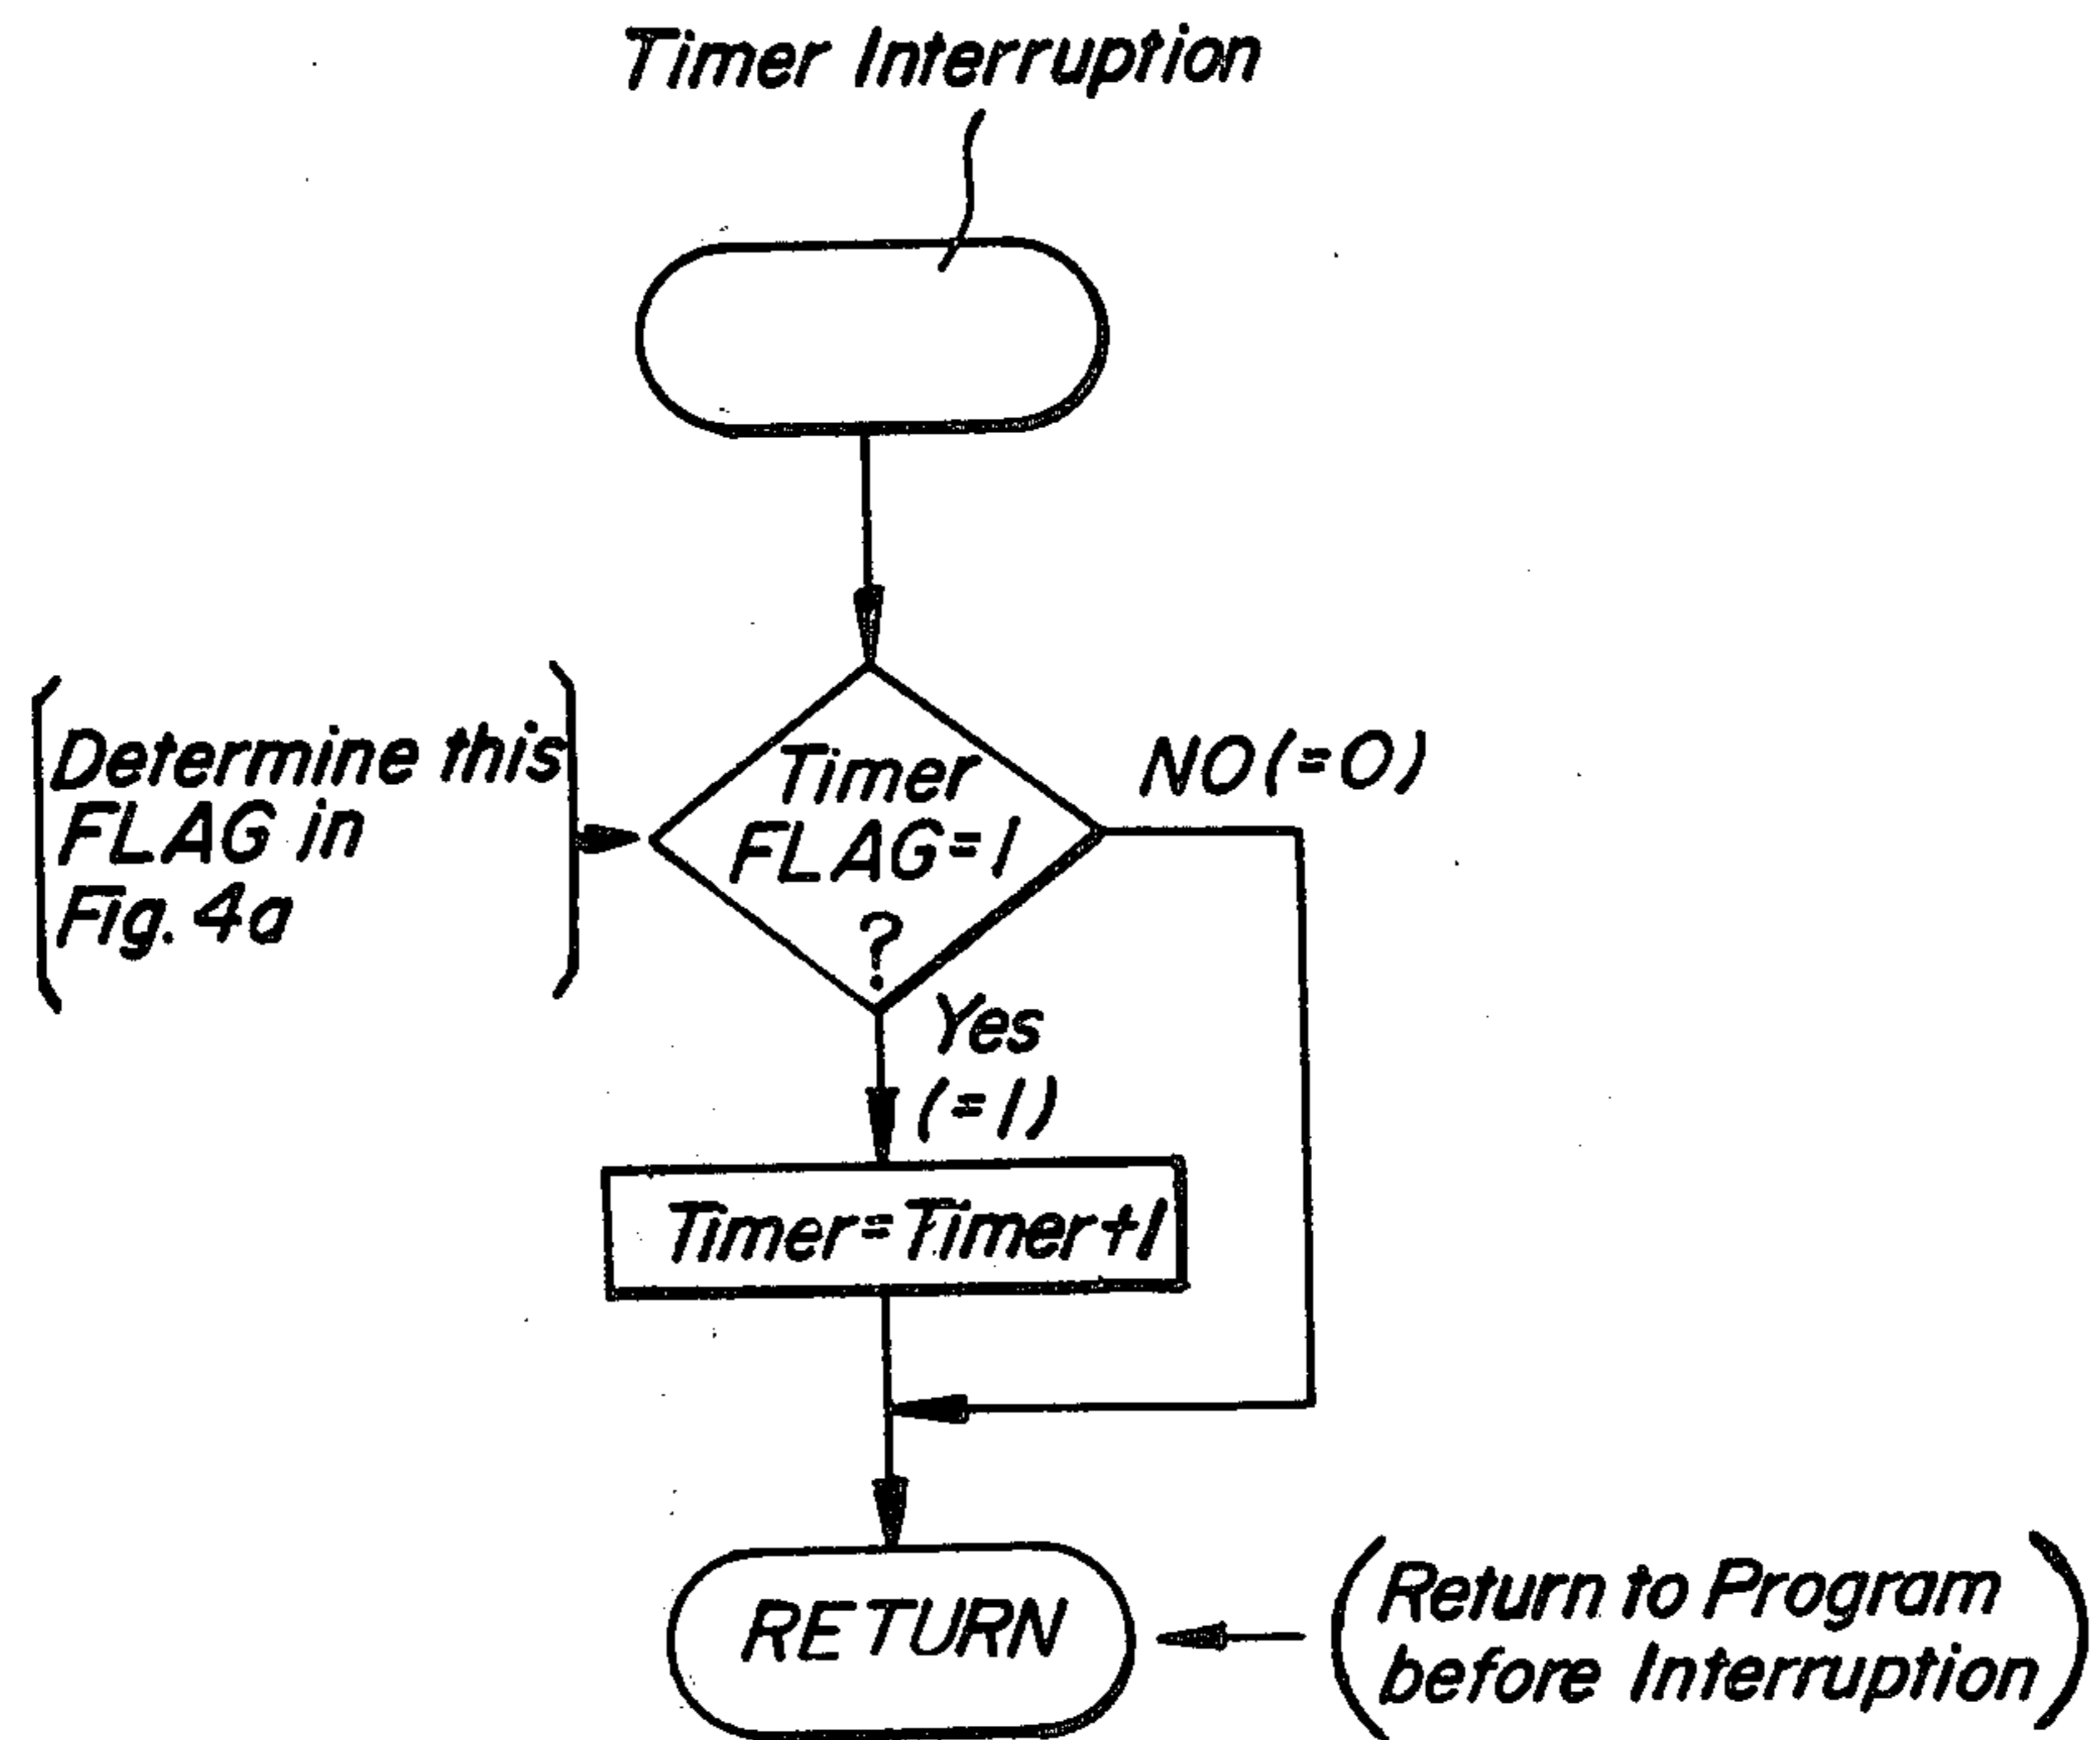 Timer Interruption
Determine this
FLAG in
Fig. 4a
Timer
FLAG=1
?
NO(=0)
Yes
(=1)
Timer=Timer+1
RETURN
(Return to Program
before Interruption)